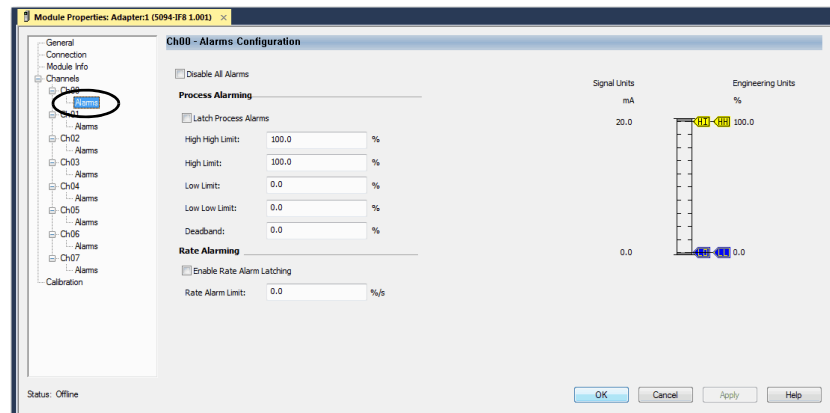 Module Properties: Adapter:1 (5094-IF8 1.001) ×
General
Connection
Module Info
Channels
Ch00
Alarms
Ch01
Alarms
Ch02
Alarms
Ch03
Alarms
Ch04
Alarms
Ch05
Alarms
Ch06
Alarms
Ch07
Alarms
Calibration
Ch00 - Alarms Configuration
Disable All Alarms
Process Alarming
Latch Process Alarms
High High Limit: 100.0 %
High Limit: 100.0 %
Low Limit: 0.0 %
Low Low Limit: 0.0 %
Deadband: 0.0 %
Rate Alarming
Enable Rate Alarm Latching
Rate Alarm Limit: 0.0 %/s
Signal Units Engineering Units
mA %
20.0 HI HH 100.0
0.0 LO LL 0.0
Status: Offline
OK Cancel Apply Help